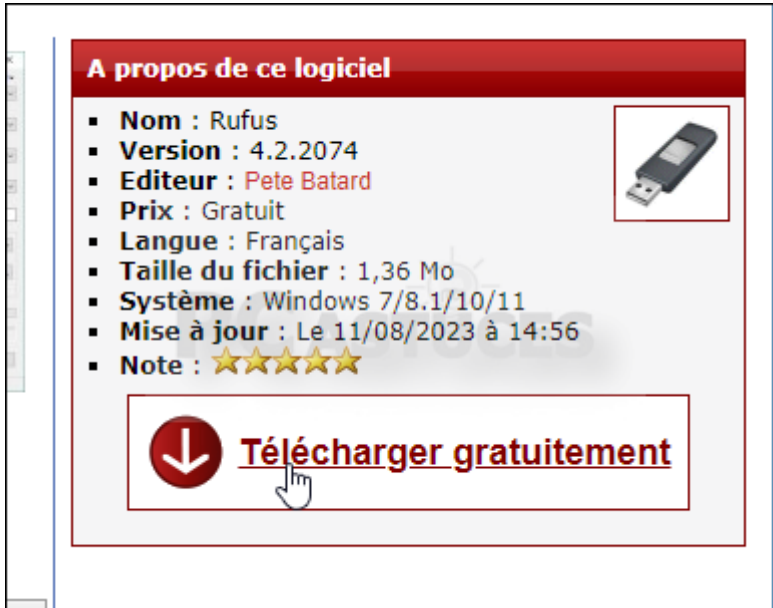 A propos de ce logiciel
Nom : Rufus
Version : 4.2.2074
Editeur : Pete Batard
Prix : Gratuit
Langue : Français
Taille du fichier : 1,36 Mo
Système : Windows 7/8.1/10/11
Mise à jour : Le 11/08/2023 à 14:56
Note :
PC ASTUCES
Télécharger gratuitement